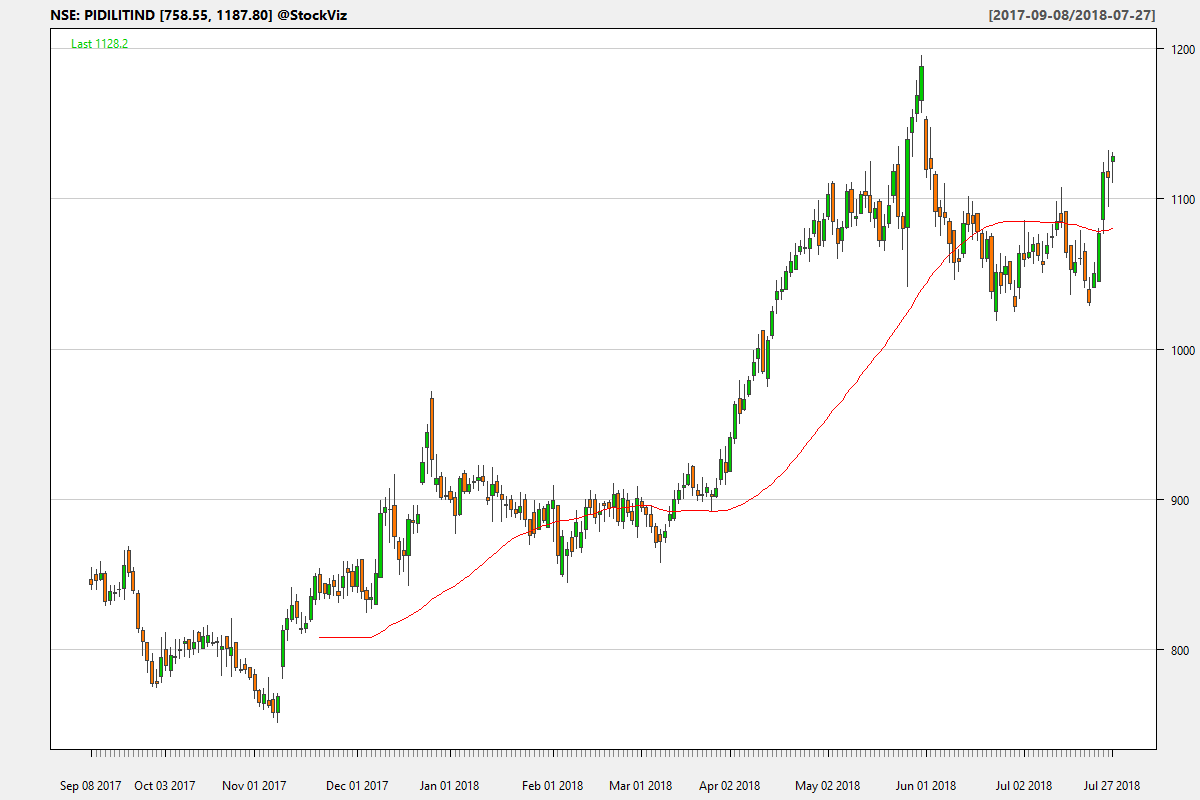 NSE: PIDILITIND [758.55, 1187.80] @StockViz [2017-09-08/2018-07-27]
Last 1128.2
1200
1100
1000
900
800
Sep 08 2017 Oct 03 2017 Nov 01 2017 Dec 01 2017 Jan 01 2018 Feb 01 2018 Mar 01 2018 Apr 02 2018 May 02 2018 Jun 01 2018 Jul 02 2018 Jul 27 2018